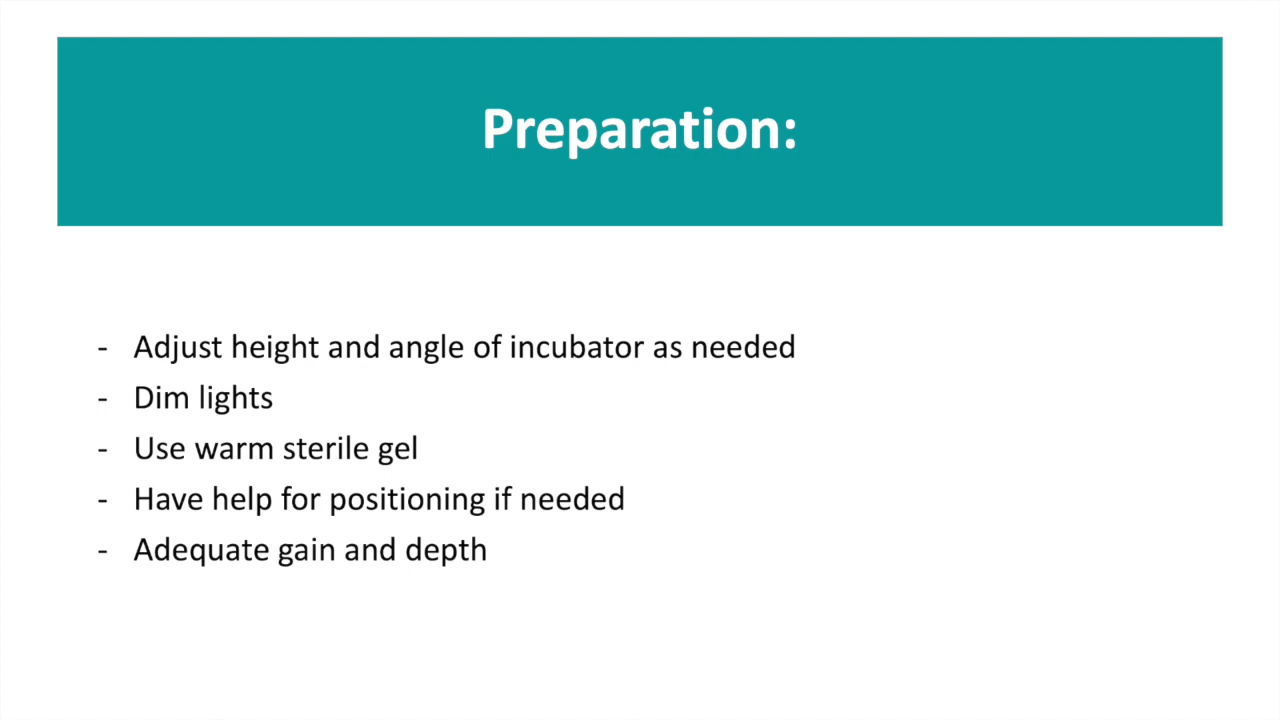 Preparation:
- Adjust height and angle of incubator as needed
- Dim lights
- Use warm sterile gel
- Have help for positioning if needed
- Adequate gain and depth